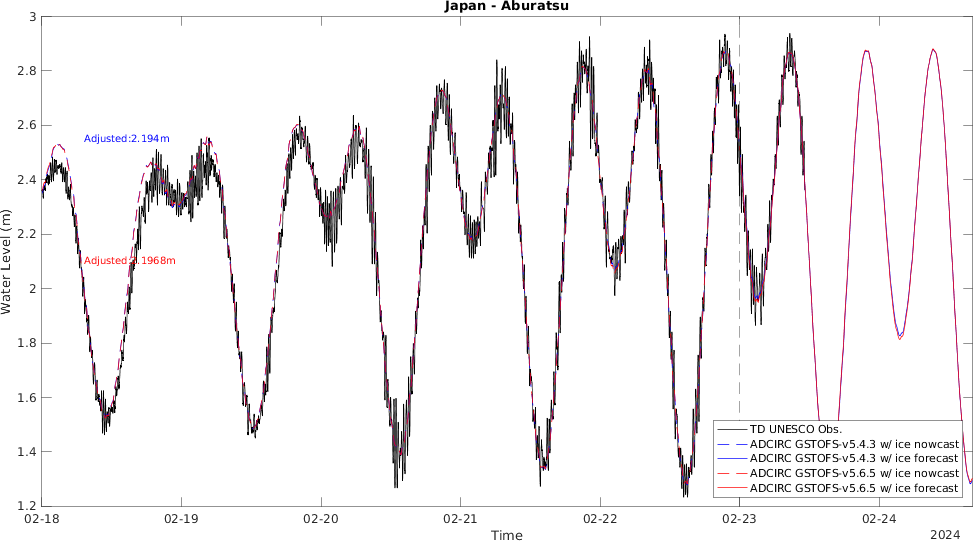 Japan - Aburatsu
3
2.8
2.6
2.4
2.2
2
1.8
1.6
1.4
1.2
Water Level (m)
Adjusted:2.194m
Adjusted:2.1968m
TD UNESCO Obs.
ADCIRC GSTOFS-v5.4.3 w/ ice nowcast
ADCIRC GSTOFS-v5.4.3 w/ ice forecast
ADCIRC GSTOFS-v5.6.5 w/ ice nowcast
ADCIRC GSTOFS-v5.6.5 w/ ice forecast
02-18 02-19 02-20 02-21 02-22 02-23 02-24
Time
2024